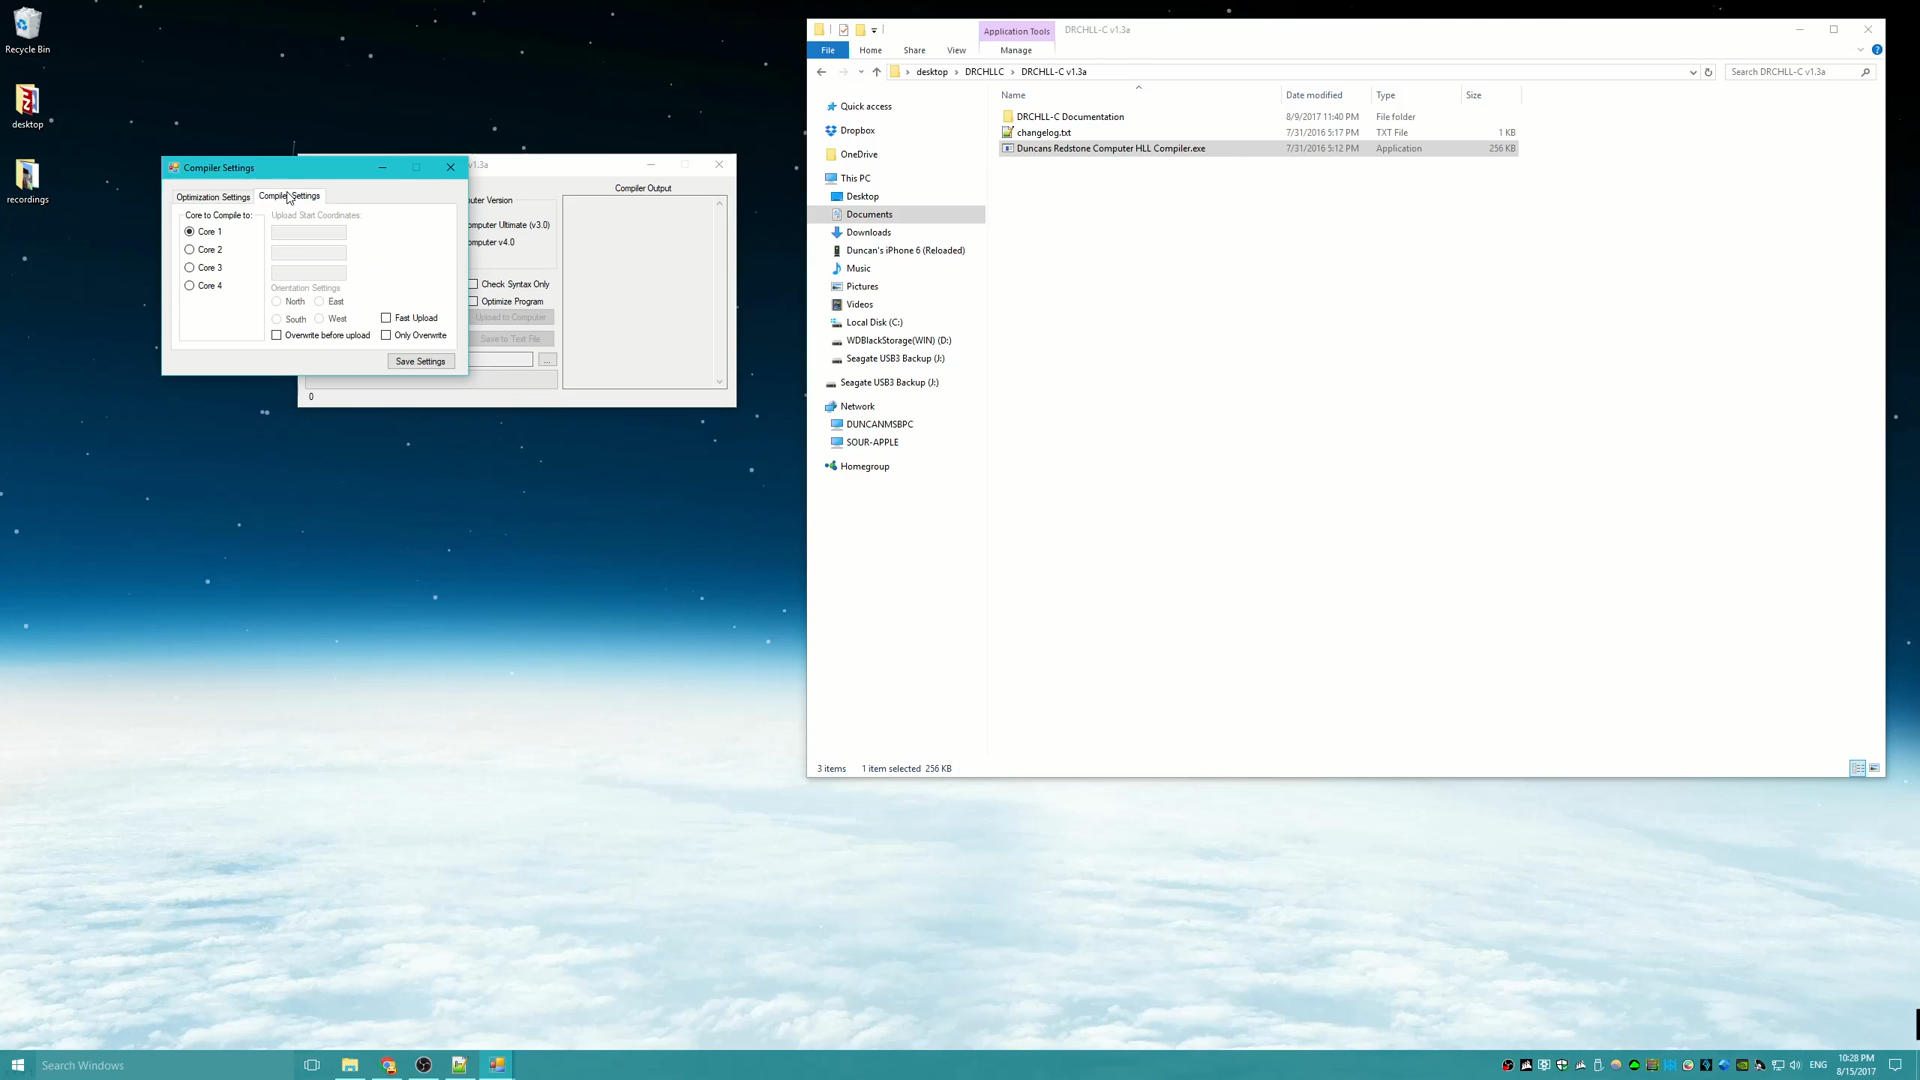 Recycle Bin
desktop
recordings
Compiler Settings
Optimization Settings
Compiler Settings
Core to Compile to:
Core 1
Core 2
Core 3
Core 4
Upload Start Coordinates:
Orientation Settings
North
East
South
West
Overwrite before upload
Fast Upload
Only Overwrite
Save Settings
v1.3a
Compiler Output
uter Version
omputer Ultimate (v3.0)
omputer v4.0
Check Syntax Only
Optimize Program
Upload to Computer
Save to Text File
...
0
Application Tools
DRCHLL-C v1.3a
File
Home
Share
View
Manage
desktop
DRCHLLC
DRCHLL-C v1.3a
Search DRCHLL-C v1.3a
Name
Date modified
Type
Size
DRCHLL-C Documentation
8/9/2017 11:40 PM
File folder
changelog.txt
7/31/2016 5:17 PM
TXT File
1 KB
Duncans Redstone Computer HLL Compiler.exe
7/31/2016 5:12 PM
Application
256 KB
Quick access
Dropbox
OneDrive
This PC
Desktop
Documents
Downloads
Duncan's iPhone 6 (Reloaded)
Music
Pictures
Videos
Local Disk (C:)
WDBlackStorage(WIN) (D:)
Seagate USB3 Backup (J:)
Seagate USB3 Backup (J:)
Network
DUNCANMSBPC
SOUR-APPLE
Homegroup
3 items
1 item selected 256 KB
Search Windows
ENG
10:28 PM
8/15/2017